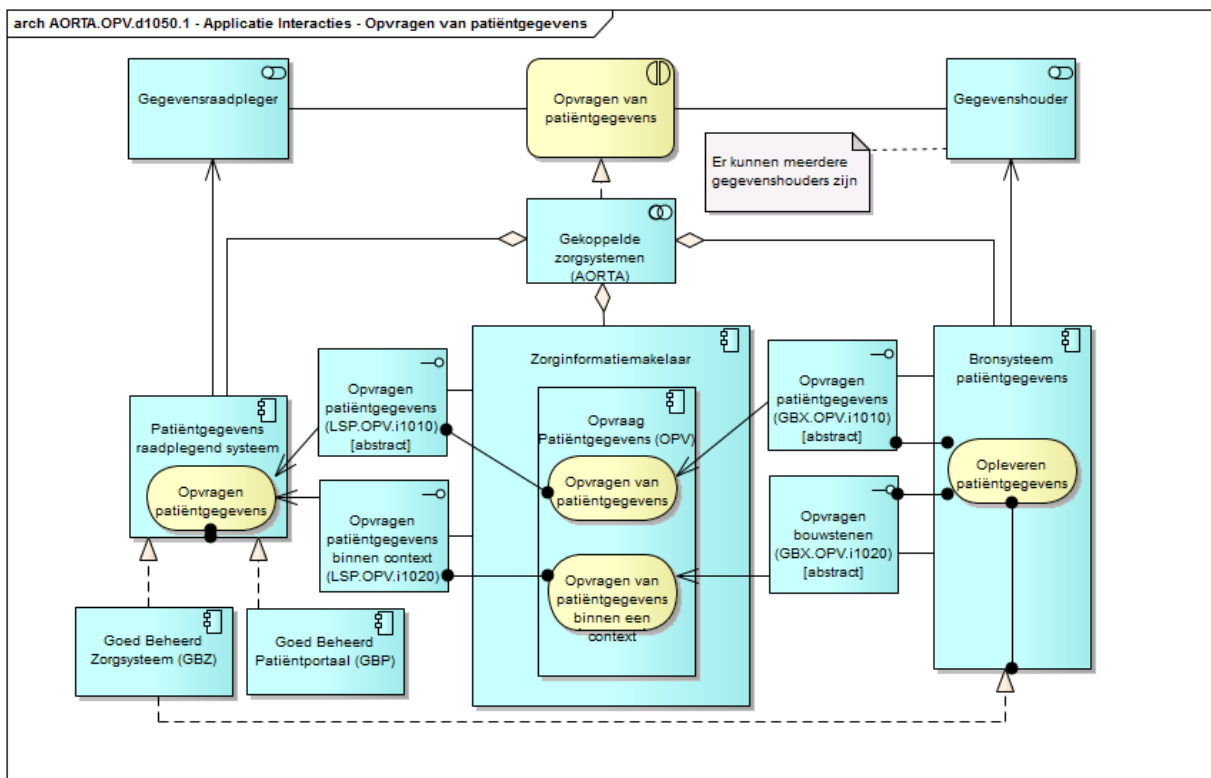 arch AORTA.OPV.d1050.1 - Applicatie Interacties - Opvragen van patiëntgegevens
Gegevensraadpleger
Opvragen van
patiëntgegevens
Gegevenshouder
Er kunnen meerdere
gegevenshouders zijn
Gekoppelde
zorgsystemen
(AORTA)
Zorginformatiemakelaar
Opvraag
Patiëntgegevens (OPV)
Opvragen van
patiëntgegevens
Opvragen van
patiëntgegevens
binnen een
context
Opvragen
patiëntgegevens
(LSP.OPV.i1010)
[abstract]
Opvragen
patiëntgegevens
binnen context
(LSP.OPV.i1020)
Patiëntgegevens
raadplegend systeem
Opvragen
patiëntgegevens
Opvragen
patiëntgegevens
(GBX.OPV.i1010)
[abstract]
Opvragen
bouwstenen
(GBX.OPV.i1020)
[abstract]
Bronsysteem
patiëntgegevens
Opleveren
patiëntgegevens
Goed Beheerd
Zorgsysteem (GBZ)
Goed Beheerd
Patiëntportaal (GBP)